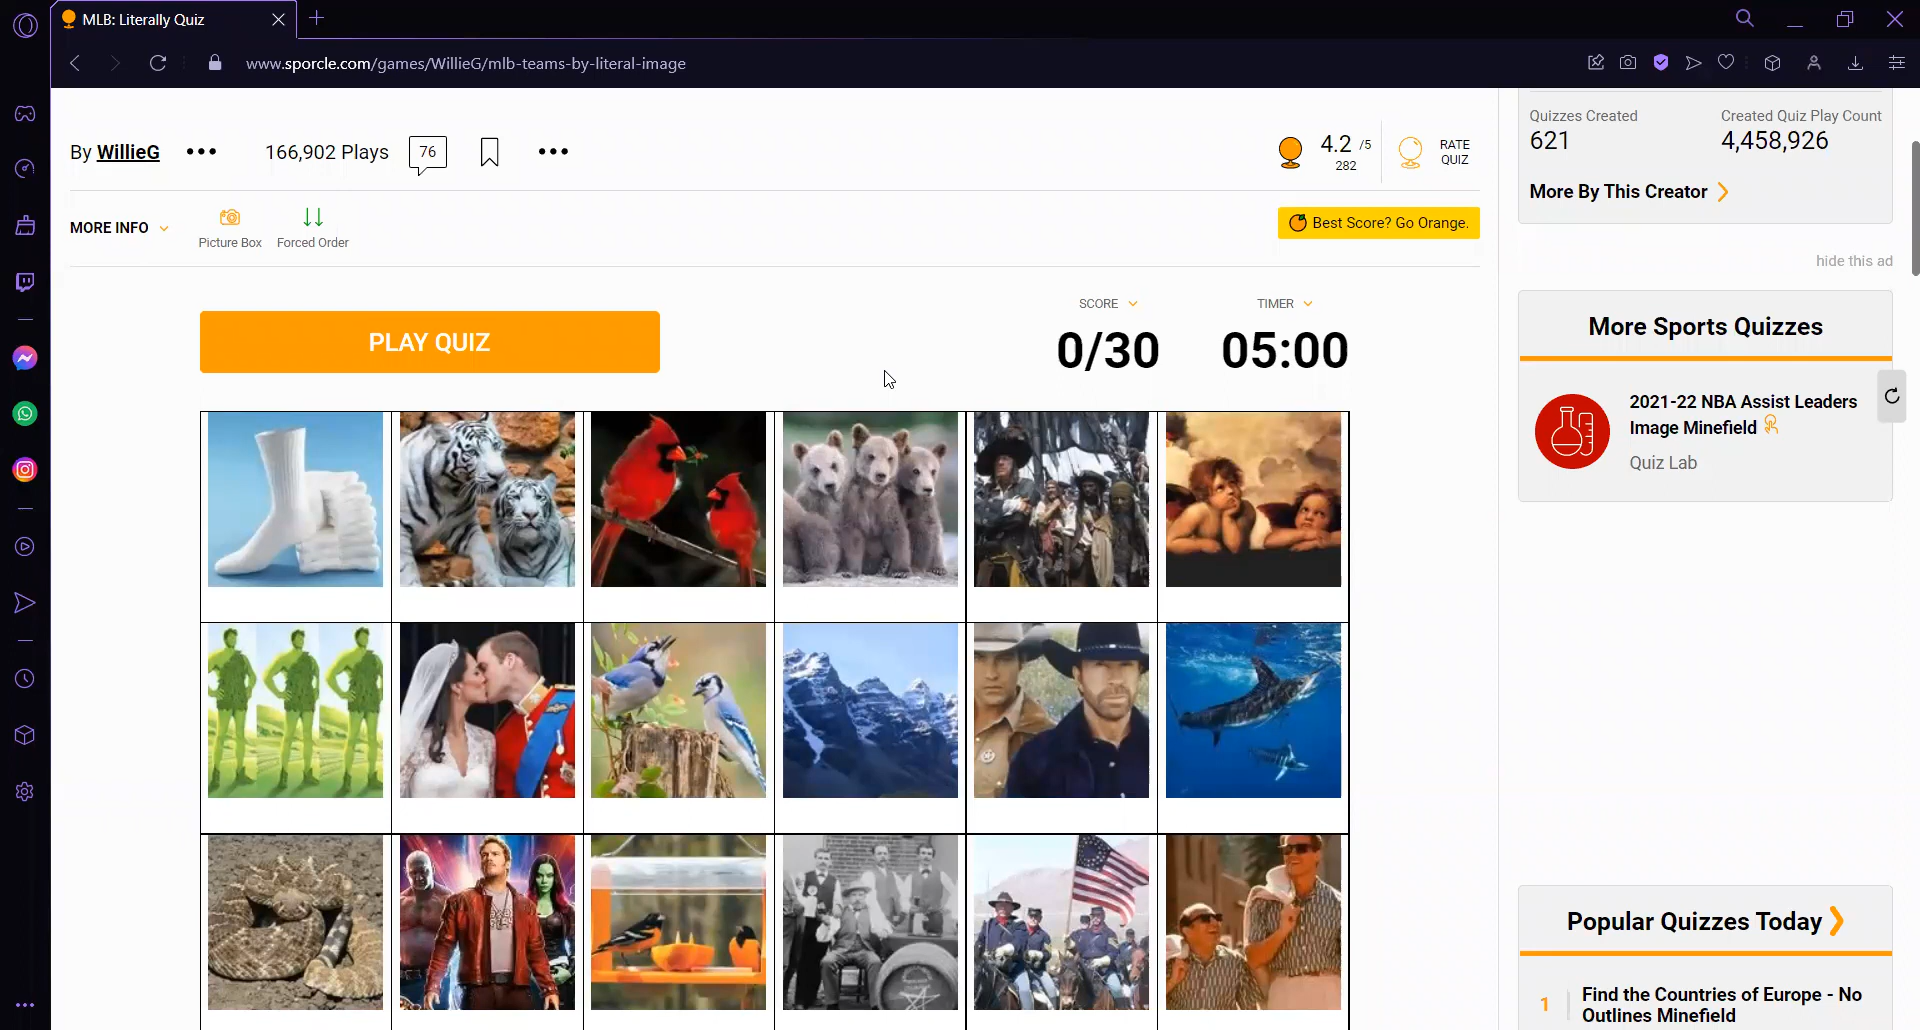 MLB: Literally Quiz
www.sporcle.com/games/WillieG/mlb-teams-by-literal-image
By WillieG
166,902 Plays
76
4.2 /5
282
RATE
QUIZ
MORE INFO
Picture Box
Forced Order
Best Score? Go Orange.
PLAY QUIZ
SCORE
0/30
TIMER
05:00
Quizzes Created
621
Created Quiz Play Count
4,458,926
More By This Creator
hide this ad
More Sports Quizzes
2021-22 NBA Assist Leaders
Image Minefield
Quiz Lab
Popular Quizzes Today
1
Find the Countries of Europe - No
Outlines Minefield